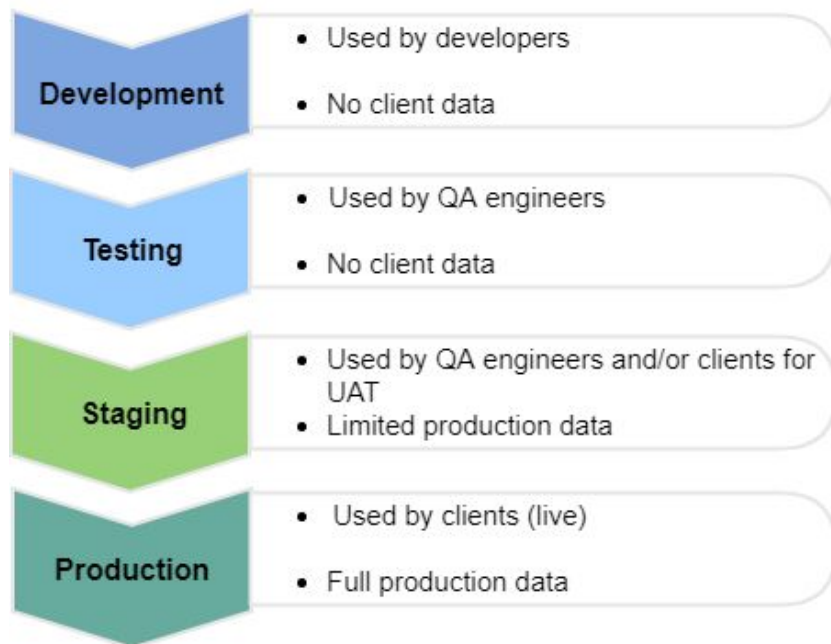 Development
• Used by developers
• No client data
Testing
• Used by QA engineers
• No client data
Staging
• Used by QA engineers and/or clients for
UAT
• Limited production data
Production
• Used by clients (live)
• Full production data